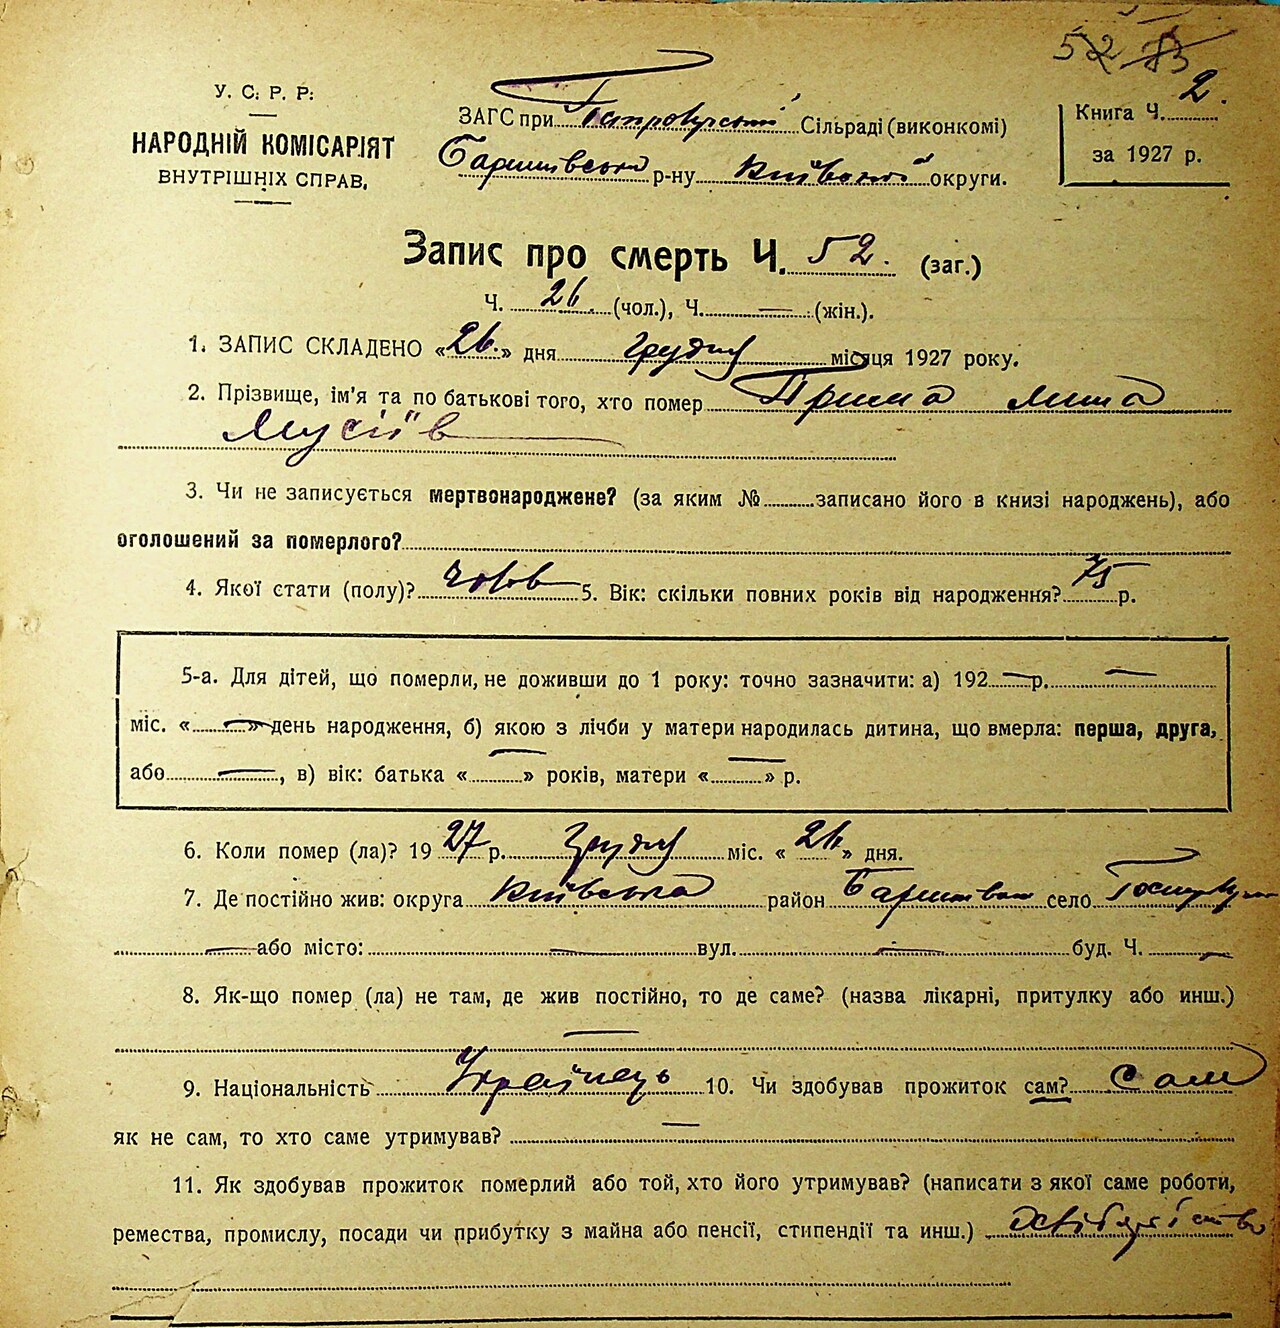 52
У. С. Р. Р.
НАРОДНІЙ КОМІСАРІЯТ
ВНУТРІШНІХ СПРАВ.
ЗАГС при Сільраді (виконкомі)
р-ну Київської округи.
Книга Ч. 2.
за 1927 р.
Запис про смерть Ч. 52. (заг.)
Ч. 26. (чол.), Ч. — (жін.).
1. ЗАПИС СКЛАДЕНО «26.» дня грудня місяця 1927 року.
2. Прізвище, ім'я та по батькові того, хто помер Прима
Мусіїв
3. Чи не записується мертвонароджене? (за яким № записано його в книзі народжень), або
оголошений за померлого?
4. Якої стати (полу)? чолов 5. Вік: скільки повних років від народження? 75 р.
5-а. Для дітей, що померли, не доживши до 1 року: точно зазначити: а) 192 — р. —
міс. « — » день народження, б) якою з лічби у матери народилась дитина, що вмерла: перша, друга,
або — , в) вік: батька « — » років, матери « — » р.
6. Коли помер (ла)? 1927 р. грудня міс. «26» дня.
7. Де постійно жив: округа Київська район село
— або місто: — вул. — буд. Ч. —
8. Як-що помер (ла) не там, де жив постійно, то де саме? (назва лікарні, притулку або инш.)
—
9. Національність Українець 10. Чи здобував прожиток сам? Сам
як не сам, то хто саме утримував? —
11. Як здобував прожиток померлий або той, хто його утримував? (написати з якої саме роботи,
ремества, промислу, посади чи прибутку з майна або пенсії, стипендії та инш.)